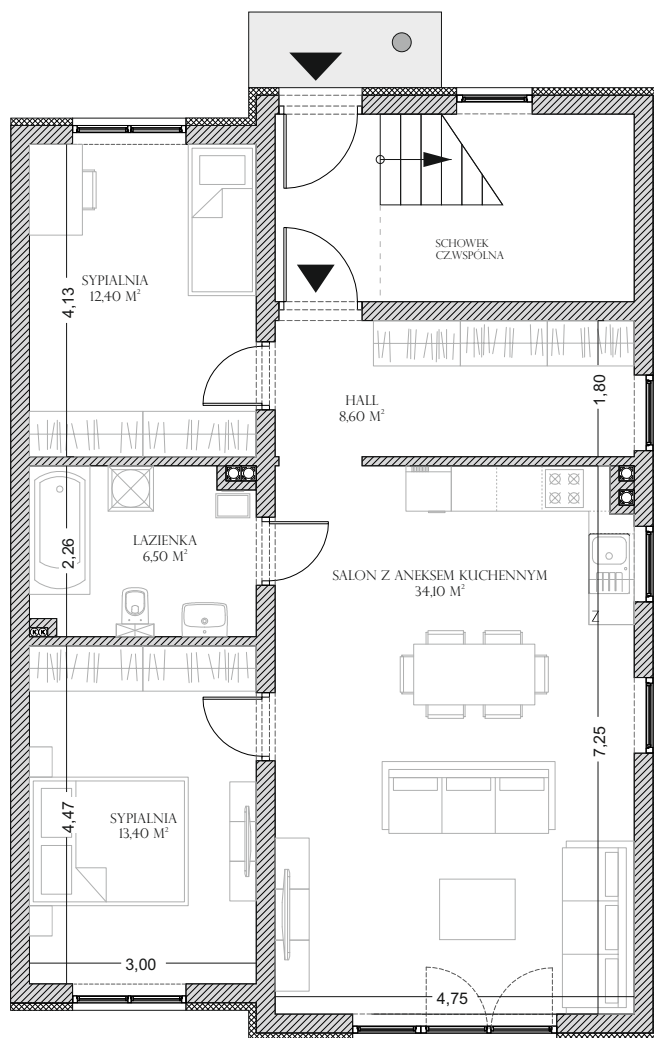 SCHOWEK
CZ.WSPÓLNA
SYPIALNIA
12,40 M²
4,13
HALL
8,60 M²
1,80
LAZIENKA
6,50 M²
2,26
SALON Z ANEKSEM KUCHENNYM
34,10 M²
Z
7,25
SYPIALNIA
13,40 M²
4,47
3,00
4,75